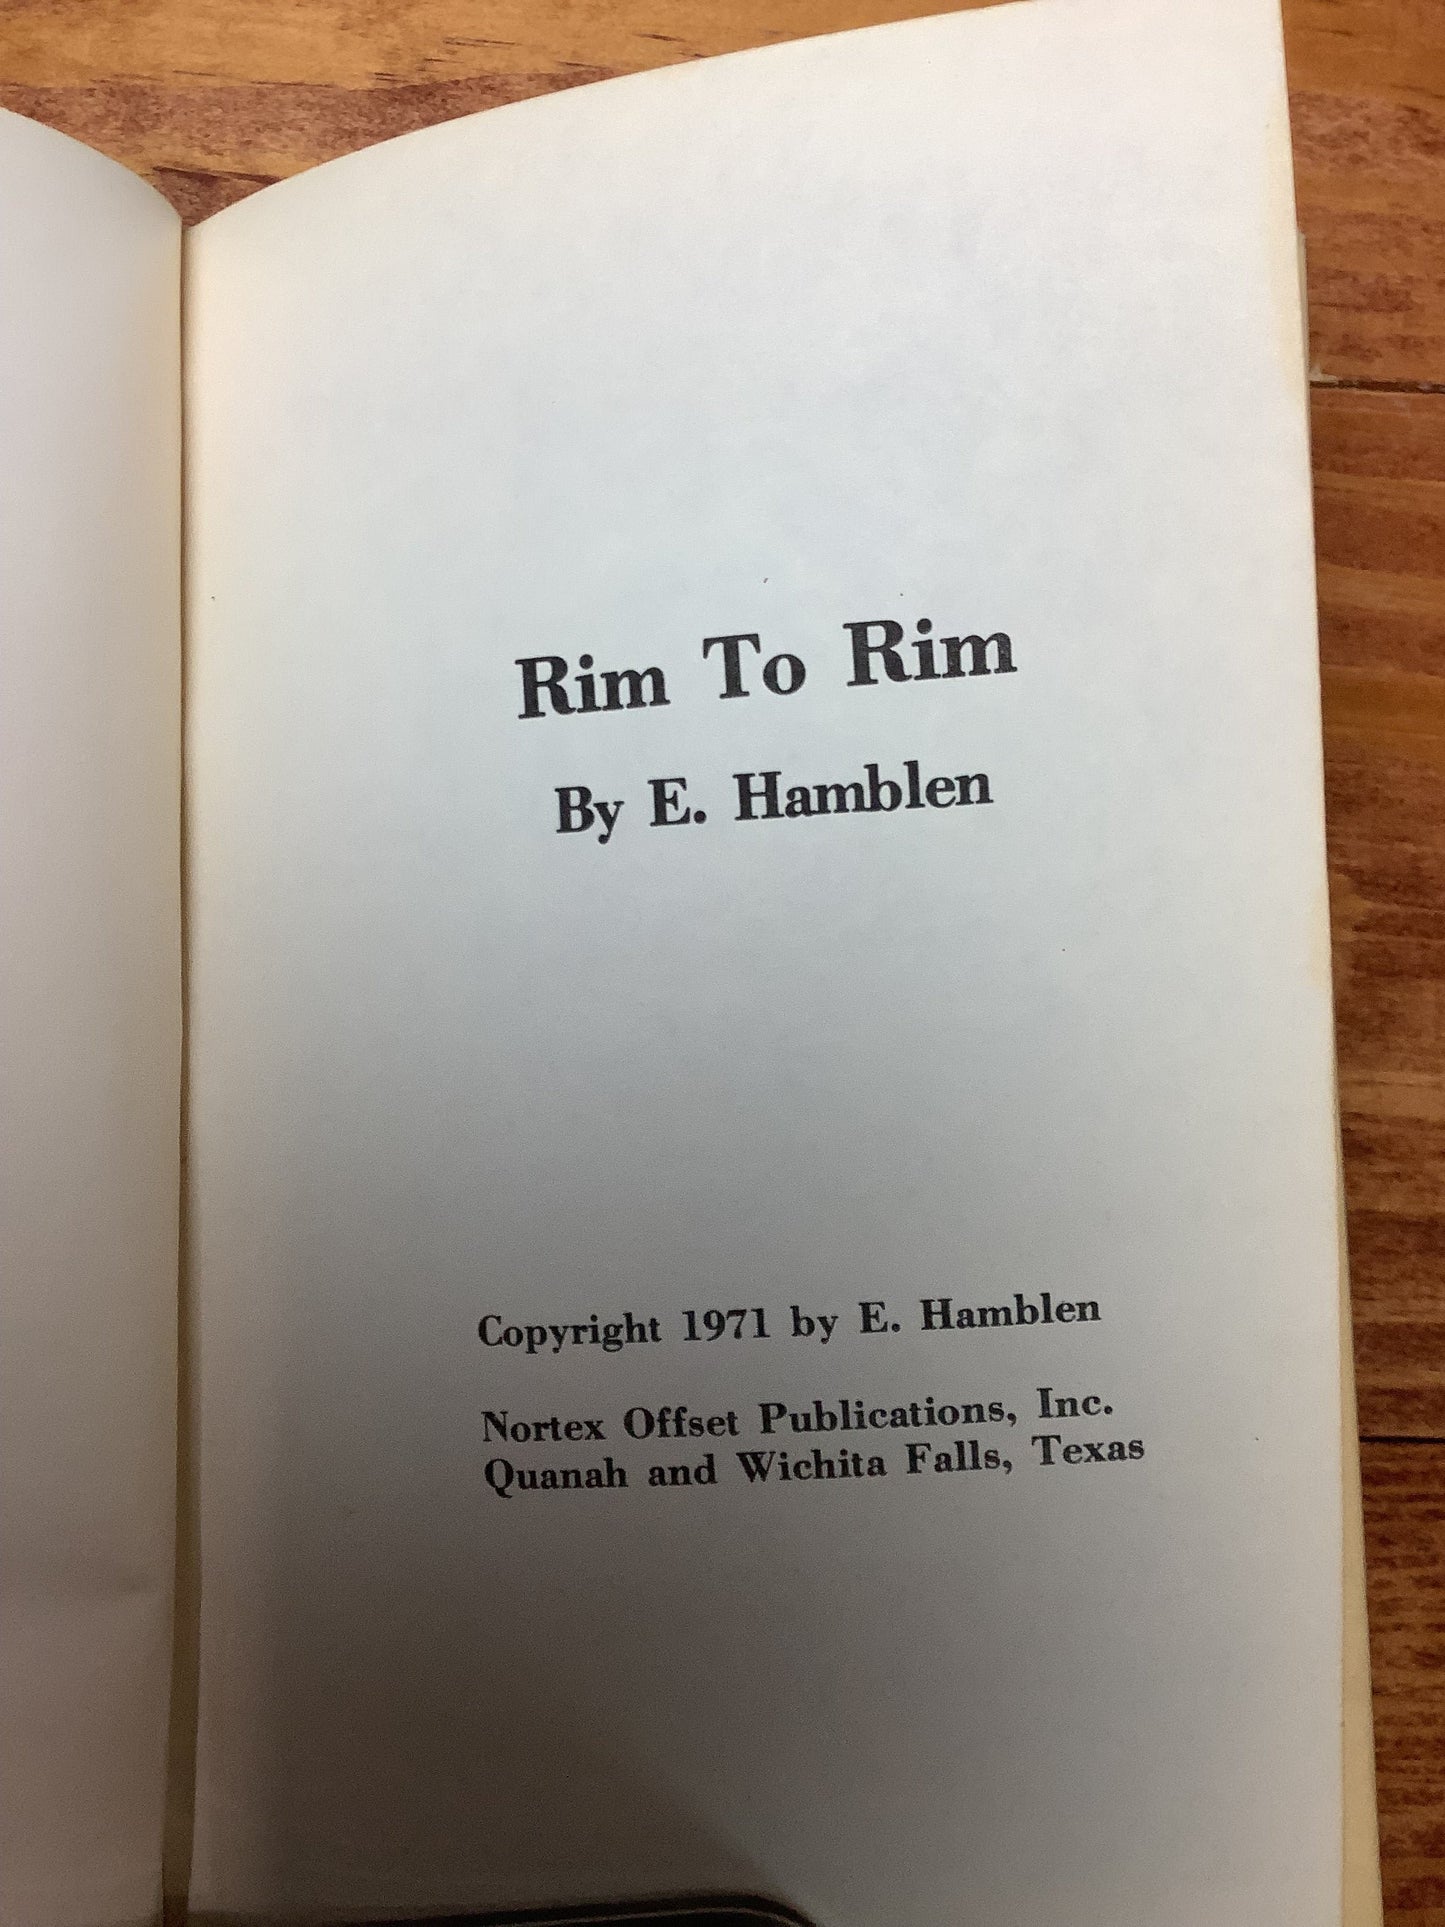 Rim To Rim
By E. Hamblen
Copyright 1971 by E. Hamblen
Nortex Offset Publications, Inc.
Quanah and Wichita Falls, Texas